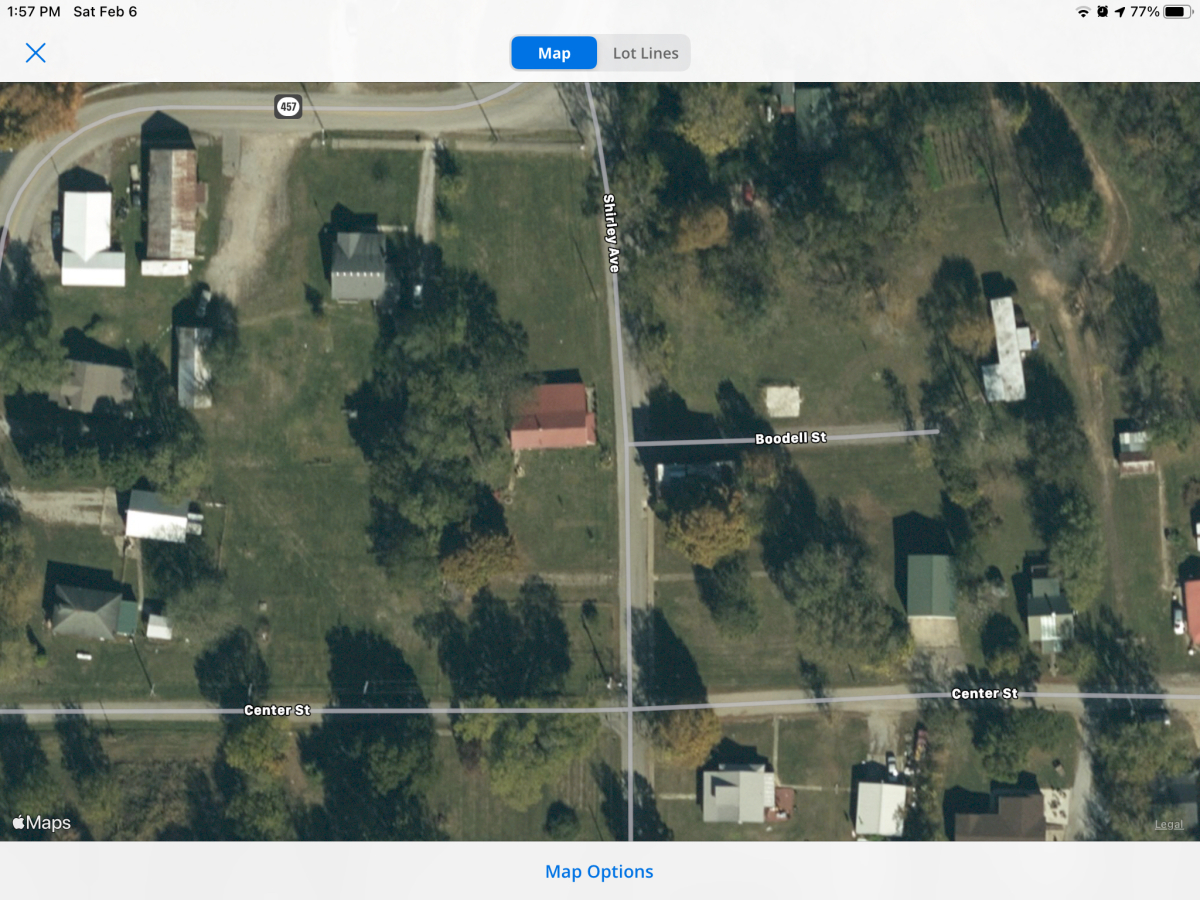 1:57 PM Sat Feb 6
77%
Map
Lot Lines
457
Shirley Ave
Boodell St
Center St
Center St
Maps
Legal
Map Options